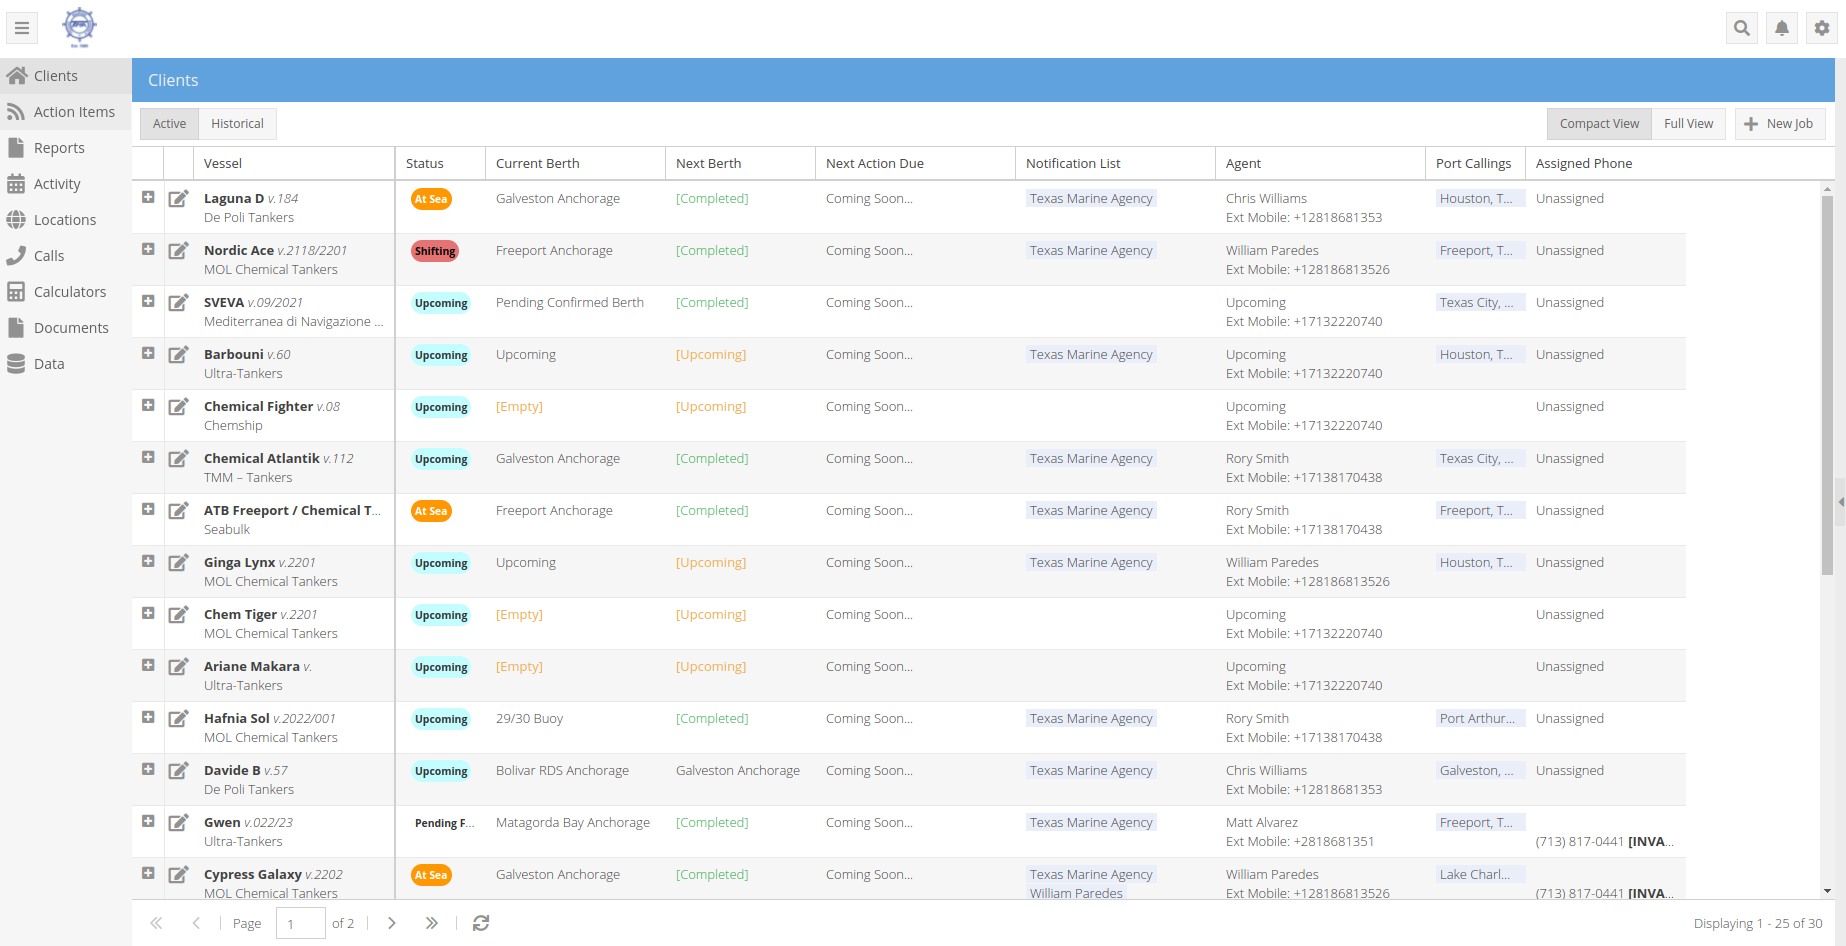 Clients
Action Items
Reports
Activity
Locations
Calls
Calculators
Documents
Data
Clients
Active Historical Compact View Full View New Job
Vessel Status Current Berth Next Berth Next Action Due Notification List Agent Port Callings Assigned Phone
Laguna D v.184 At Sea Galveston Anchorage [Completed] Coming Soon... Texas Marine Agency Chris Williams Houston, T... Unassigned
De Poli Tankers Ext Mobile: +12818681353
Nordic Ace v.2118/2201 Shifting Freeport Anchorage [Completed] Coming Soon... Texas Marine Agency William Paredes Freeport, T... Unassigned
MOL Chemical Tankers Ext Mobile: +128186813526
SVEVA v.09/2021 Upcoming Pending Confirmed Berth [Completed] Coming Soon... Upcoming Texas City, ... Unassigned
Mediterranea di Navigazione ... Ext Mobile: +17132220740
Barbouni v.60 Upcoming Upcoming [Upcoming] Coming Soon... Texas Marine Agency Upcoming Houston, T... Unassigned
Ultra-Tankers Ext Mobile: +17132220740
Chemical Fighter v.08 Upcoming [Empty] [Upcoming] Coming Soon... Upcoming Unassigned
Chemship Ext Mobile: +17132220740
Chemical Atlantik v.112 Upcoming Galveston Anchorage [Completed] Coming Soon... Texas Marine Agency Rory Smith Texas City, ... Unassigned
TMM – Tankers Ext Mobile: +17138170438
ATB Freeport / Chemical T... At Sea Freeport Anchorage [Completed] Coming Soon... Texas Marine Agency Rory Smith Freeport, T... Unassigned
Seabulk Ext Mobile: +17138170438
Ginga Lynx v.2201 Upcoming Upcoming [Upcoming] Coming Soon... Texas Marine Agency William Paredes Houston, T... Unassigned
MOL Chemical Tankers Ext Mobile: +128186813526
Chem Tiger v.2201 Upcoming [Empty] [Upcoming] Coming Soon... Upcoming Unassigned
MOL Chemical Tankers Ext Mobile: +17132220740
Ariane Makara v. Upcoming [Empty] [Upcoming] Coming Soon... Upcoming Unassigned
Ultra-Tankers Ext Mobile: +17132220740
Hafnia Sol v.2022/001 Upcoming 29/30 Buoy [Completed] Coming Soon... Texas Marine Agency Rory Smith Port Arthur... Unassigned
MOL Chemical Tankers Ext Mobile: +17138170438
Davide B v.57 Upcoming Bolivar RDS Anchorage Galveston Anchorage Coming Soon... Texas Marine Agency Chris Williams Galveston, ... Unassigned
De Poli Tankers Ext Mobile: +12818681353
Gwen v.022/23 Pending F... Matagorda Bay Anchorage [Completed] Coming Soon... Texas Marine Agency Matt Alvarez Freeport, T...
Ultra-Tankers Ext Mobile: +2818681351 (713) 817-0441 [INVA...
Cypress Galaxy v.2202 At Sea Galveston Anchorage [Completed] Coming Soon... Texas Marine Agency William Paredes Lake Charl...
MOL Chemical Tankers William Paredes Ext Mobile: +128186813526 (713) 817-0441 [INVA...
Page 1 of 2 Displaying 1 - 25 of 30